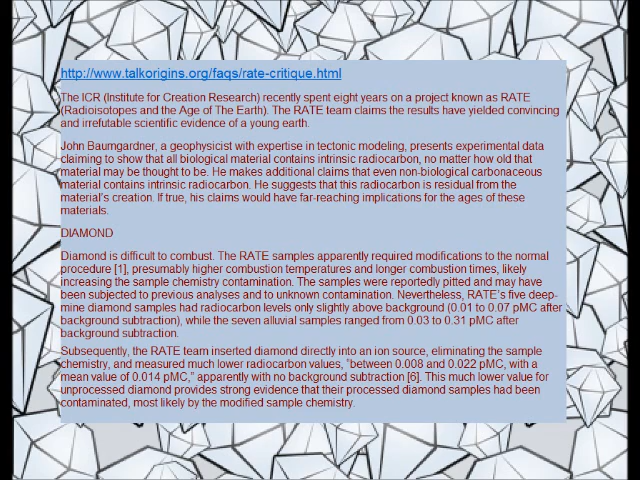 http://www.talkorigins.org/faqs/rate-critique.html
The ICR (Institute for Creation Research) recently spent eight years on a project known as RATE
(Radioisotopes and the Age of The Earth). The RATE team claims the results have yielded convincing
and irrefutable scientific evidence of a young earth.
John Baumgardner, a geophysicist with expertise in tectonic modeling, presents experimental data
claiming to show that all biological material contains intrinsic radiocarbon, no matter how old that
material may be thought to be. He makes additional claims that even non-biological carbonaceous
material contains intrinsic radiocarbon. He suggests that this radiocarbon is residual from the
material's creation. If true, his claims would have far-reaching implications for the ages of these
materials.
DIAMOND
Diamond is difficult to combust. The RATE samples apparently required modifications to the normal
procedure [1], presumably higher combustion temperatures and longer combustion times, likely
increasing the sample chemistry contamination. The samples were reportedly pitted and may have
been subjected to previous analyses and to unknown contamination. Nevertheless, RATE's five deep-
mine diamond samples had radiocarbon levels only slightly above background (0.01 to 0.07 pMC after
background subtraction), while the seven alluvial samples ranged from 0.03 to 0.31 pMC after
background subtraction.
Subsequently, the RATE team inserted diamond directly into an ion source, eliminating the sample
chemistry, and measured much lower radiocarbon values, "between 0.008 and 0.022 pMC, with a
mean value of 0.014 pMC," apparently with no background subtraction [6]. This much lower value for
unprocessed diamond provides strong evidence that their processed diamond samples had been
contaminated, most likely by the modified sample chemistry.